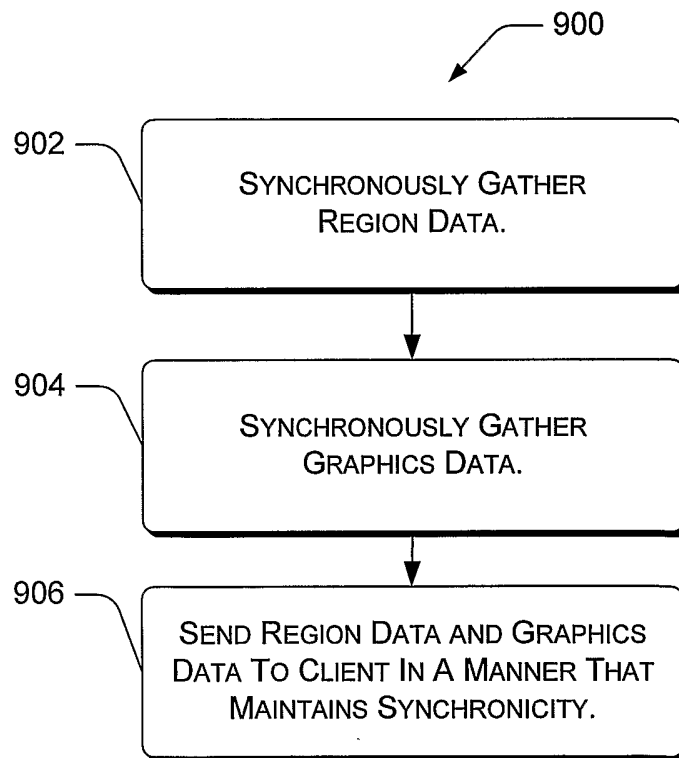 900
902
SYNCHRONOUSLY GATHER
REGION DATA.
904
SYNCHRONOUSLY GATHER
GRAPHICS DATA.
906
SEND REGION DATA AND GRAPHICS
DATA TO CLIENT IN A MANNER THAT
MAINTAINS SYNCHRONICITY.